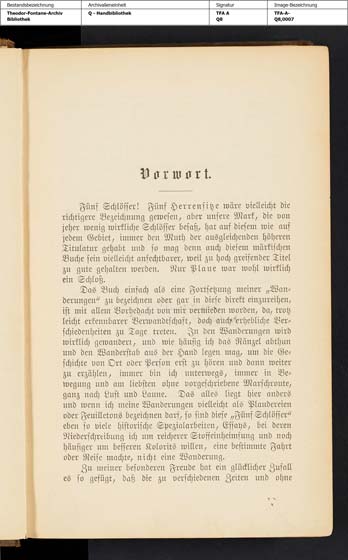 Bestandsbezeichnung Archivalieneinheit Signatur Image-Bezeichnung
Theodor-Fontane-Archiv Q - Handbibliothek TFA A TFA-A-
Bibliothek Q8 Q8,0007
Vorwort.
Fünf Schlösser! Fünf Herrensitze wäre vielleicht die
richtigere Bezeichnung gewesen, aber unsere Mark, die von
jeher wenig wirkliche Schlösser besaß, hat auf diesem wie auf
jedem Gebiet, immer den Muth der ausgleichenden höheren
Titulatur gehabt und so mag denn auch diesem märkischen
Buche sein vielleicht anfechtbarer, weil zu hoch greifender Titel
zu gute gehalten werden. Nur Plaue war wohl wirklich
ein Schloß.
Das Buch einfach als eine Fortsetzung meiner „Wan-
derungen“ zu bezeichnen oder gar in diese direkt einzureihen,
ist mit allem Vorbedacht von mir vermieden worden, da, trotz
leicht erkennbarer Verwandtschaft, doch auch erhebliche Ver-
schiedenheiten zu Tage treten. In den Wanderungen wird
wirklich gewandert, und wie häufig ich das Ränzel abthun
und den Wanderstab aus der Hand legen mag, um die Ge-
schichte von Ort oder Person erst zu hören und dann weiter
zu erzählen, immer bin ich unterwegs, immer in Be-
wegung und am liebsten ohne vorgeschriebene Marschroute,
ganz nach Lust und Laune. Das alles liegt hier anders
und wenn ich meine Wanderungen vielleicht als Plaudereien
oder Feuilletons bezeichnen darf, so sind diese „Fünf Schlösser“
eben so viele historische Spezialarbeiten, Essays, bei deren
Niederschreibung ich um reicherer Stoffeinheimsung und noch
häufiger um besseren Kolorits willen, eine bestimmte Fahrt
oder Reise machte, nicht eine Wanderung.
Zu meiner besonderen Freude hat ein glücklicher Zufall
es so gefügt, daß die zu verschiedenen Zeiten und ohne